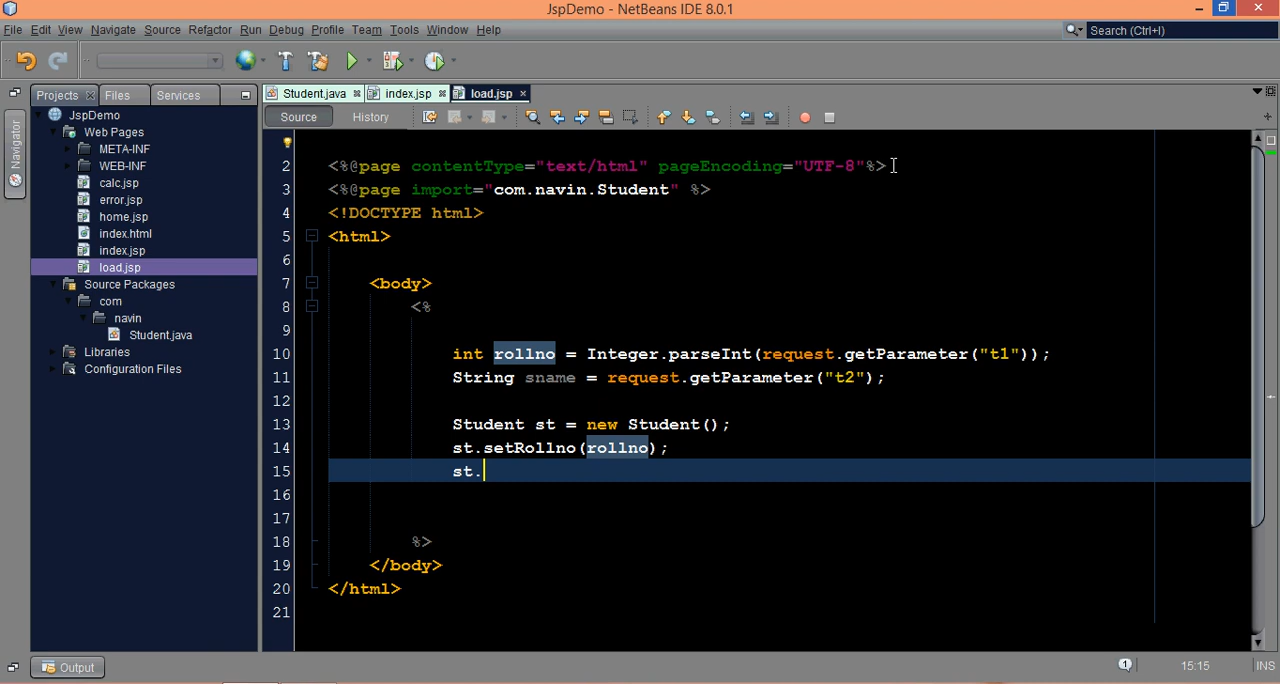 JspDemo - NetBeans IDE 8.0.1
File Edit View Navigate Source Refactor Run Debug Profile Team Tools Window Help
Search (Ctrl+I)
Projects Files Services
Student.java index.jsp load.jsp
Source History
Navigator
JspDemo
Web Pages
META-INF
WEB-INF
calc.jsp
error.jsp
home.jsp
index.html
index.jsp
load.jsp
Source Packages
com
navin
Student.java
Libraries
Configuration Files
2 <%@page contentType="text/html" pageEncoding="UTF-8"%>
3 <%@page import="com.navin.Student" %>
4 <!DOCTYPE html>
5 <html>
6
7 <body>
8 <%
9
10 int rollno = Integer.parseInt(request.getParameter("t1"));
11 String sname = request.getParameter("t2");
12
13 Student st = new Student();
14 st.setRollno(rollno);
15 st.
16
17
18 %>
19 </body>
20 </html>
21
Output
1
15:15 INS